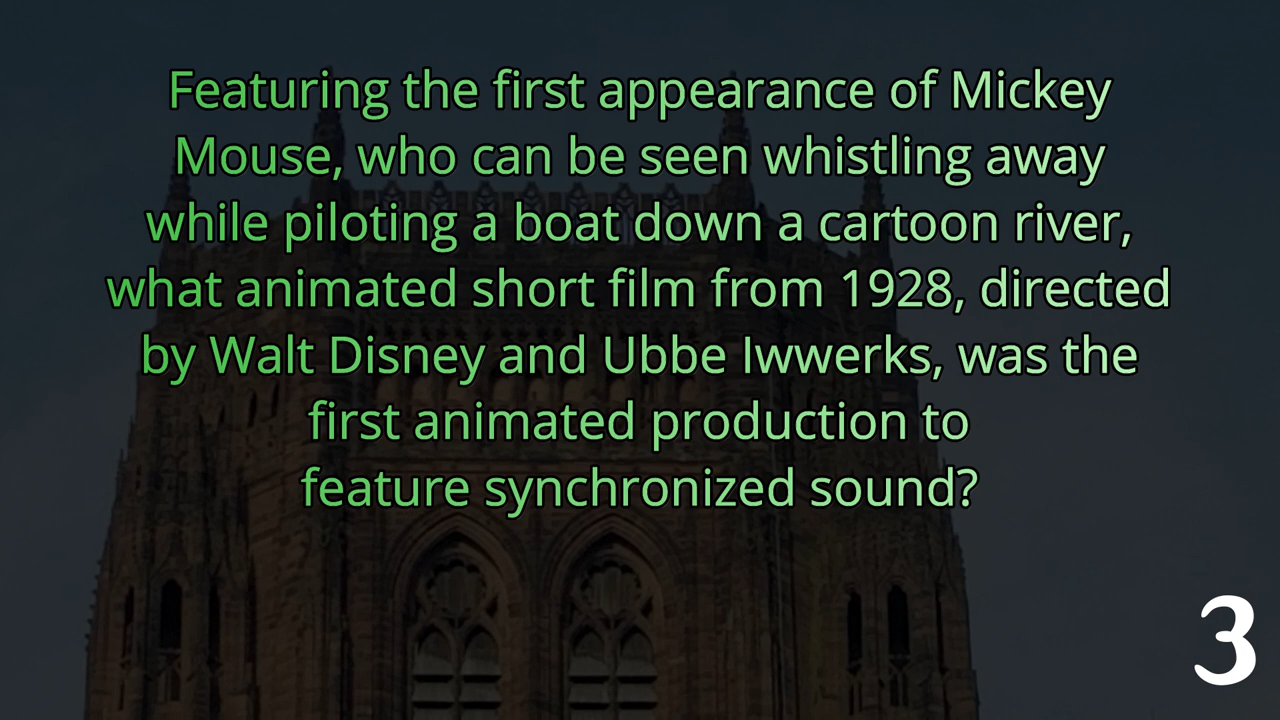 Featuring the first appearance of Mickey
Mouse, who can be seen whistling away
while piloting a boat down a cartoon river,
what animated short film from 1928, directed
by Walt Disney and Ubbe Iwwerks, was the
first animated production to
feature synchronized sound?
3